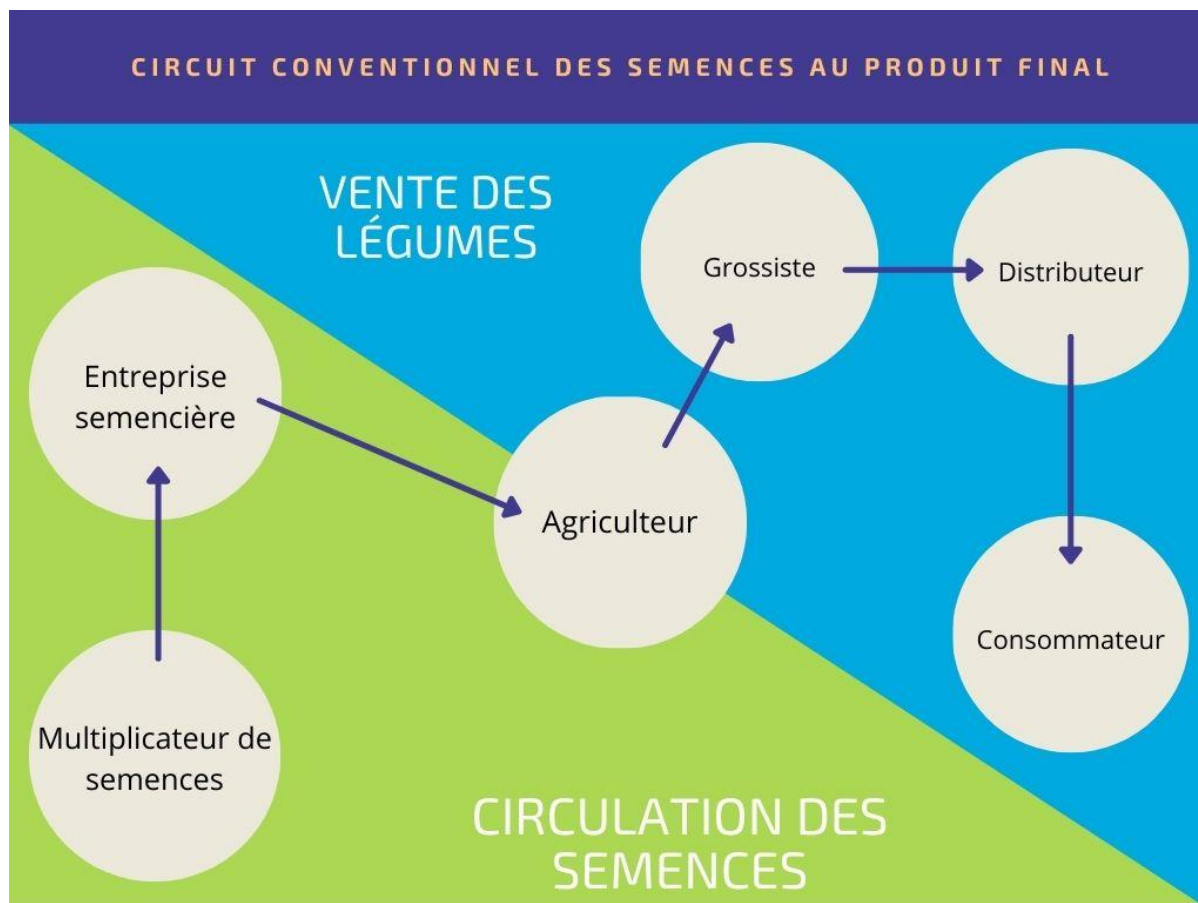 CIRCUIT CONVENTIONNEL DES SEMENCES AU PRODUIT FINAL
VENTE DES
LÉGUMES
Grossiste
Distributeur
Entreprise
semencière
Agriculteur
Consommateur
Multiplicateur de
semences
CIRCULATION DES
SEMENCES